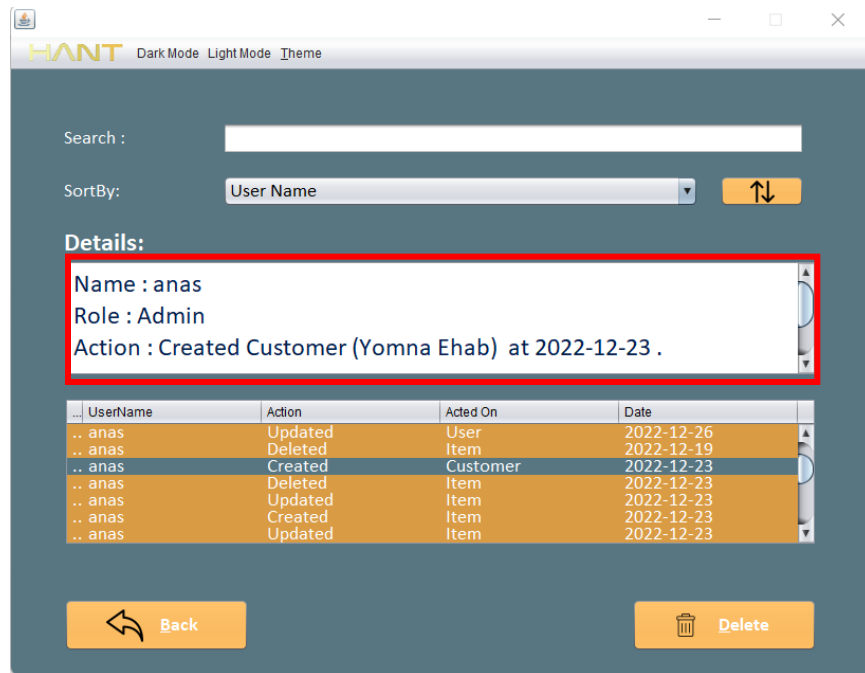 HANT Dark Mode Light Mode Theme
Search :
SortBy: User Name
Details:
Name : anas
Role : Admin
Action : Created Customer (Yomna Ehab) at 2022-12-23 .
... UserName Action Acted On Date
.. anas Updated User 2022-12-26
.. anas Deleted Item 2022-12-19
.. anas Created Customer 2022-12-23
.. anas Deleted Item 2022-12-23
.. anas Updated Item 2022-12-23
.. anas Created Item 2022-12-23
.. anas Updated Item 2022-12-23
Back Delete